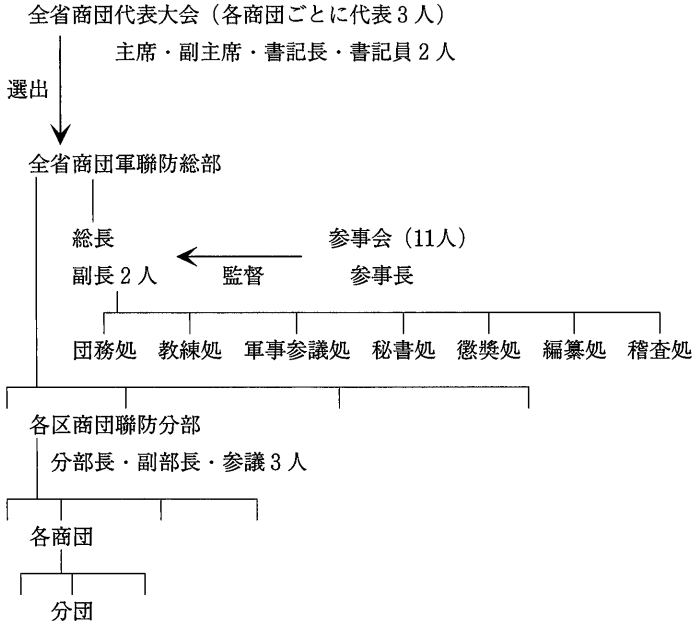 全省商団代表大会（各商団ごとに代表3人）
主席・副主席・書記長・書記員2人
選出
全省商団軍聯防総部
総長
参事会（11人）
副長2人
監督
参事長
団務処 教練処 軍事参議処 秘書処 懲奨処 編纂処 稽査処
各区商団聯防分部
分部長・副部長・参議3人
各商団
分団